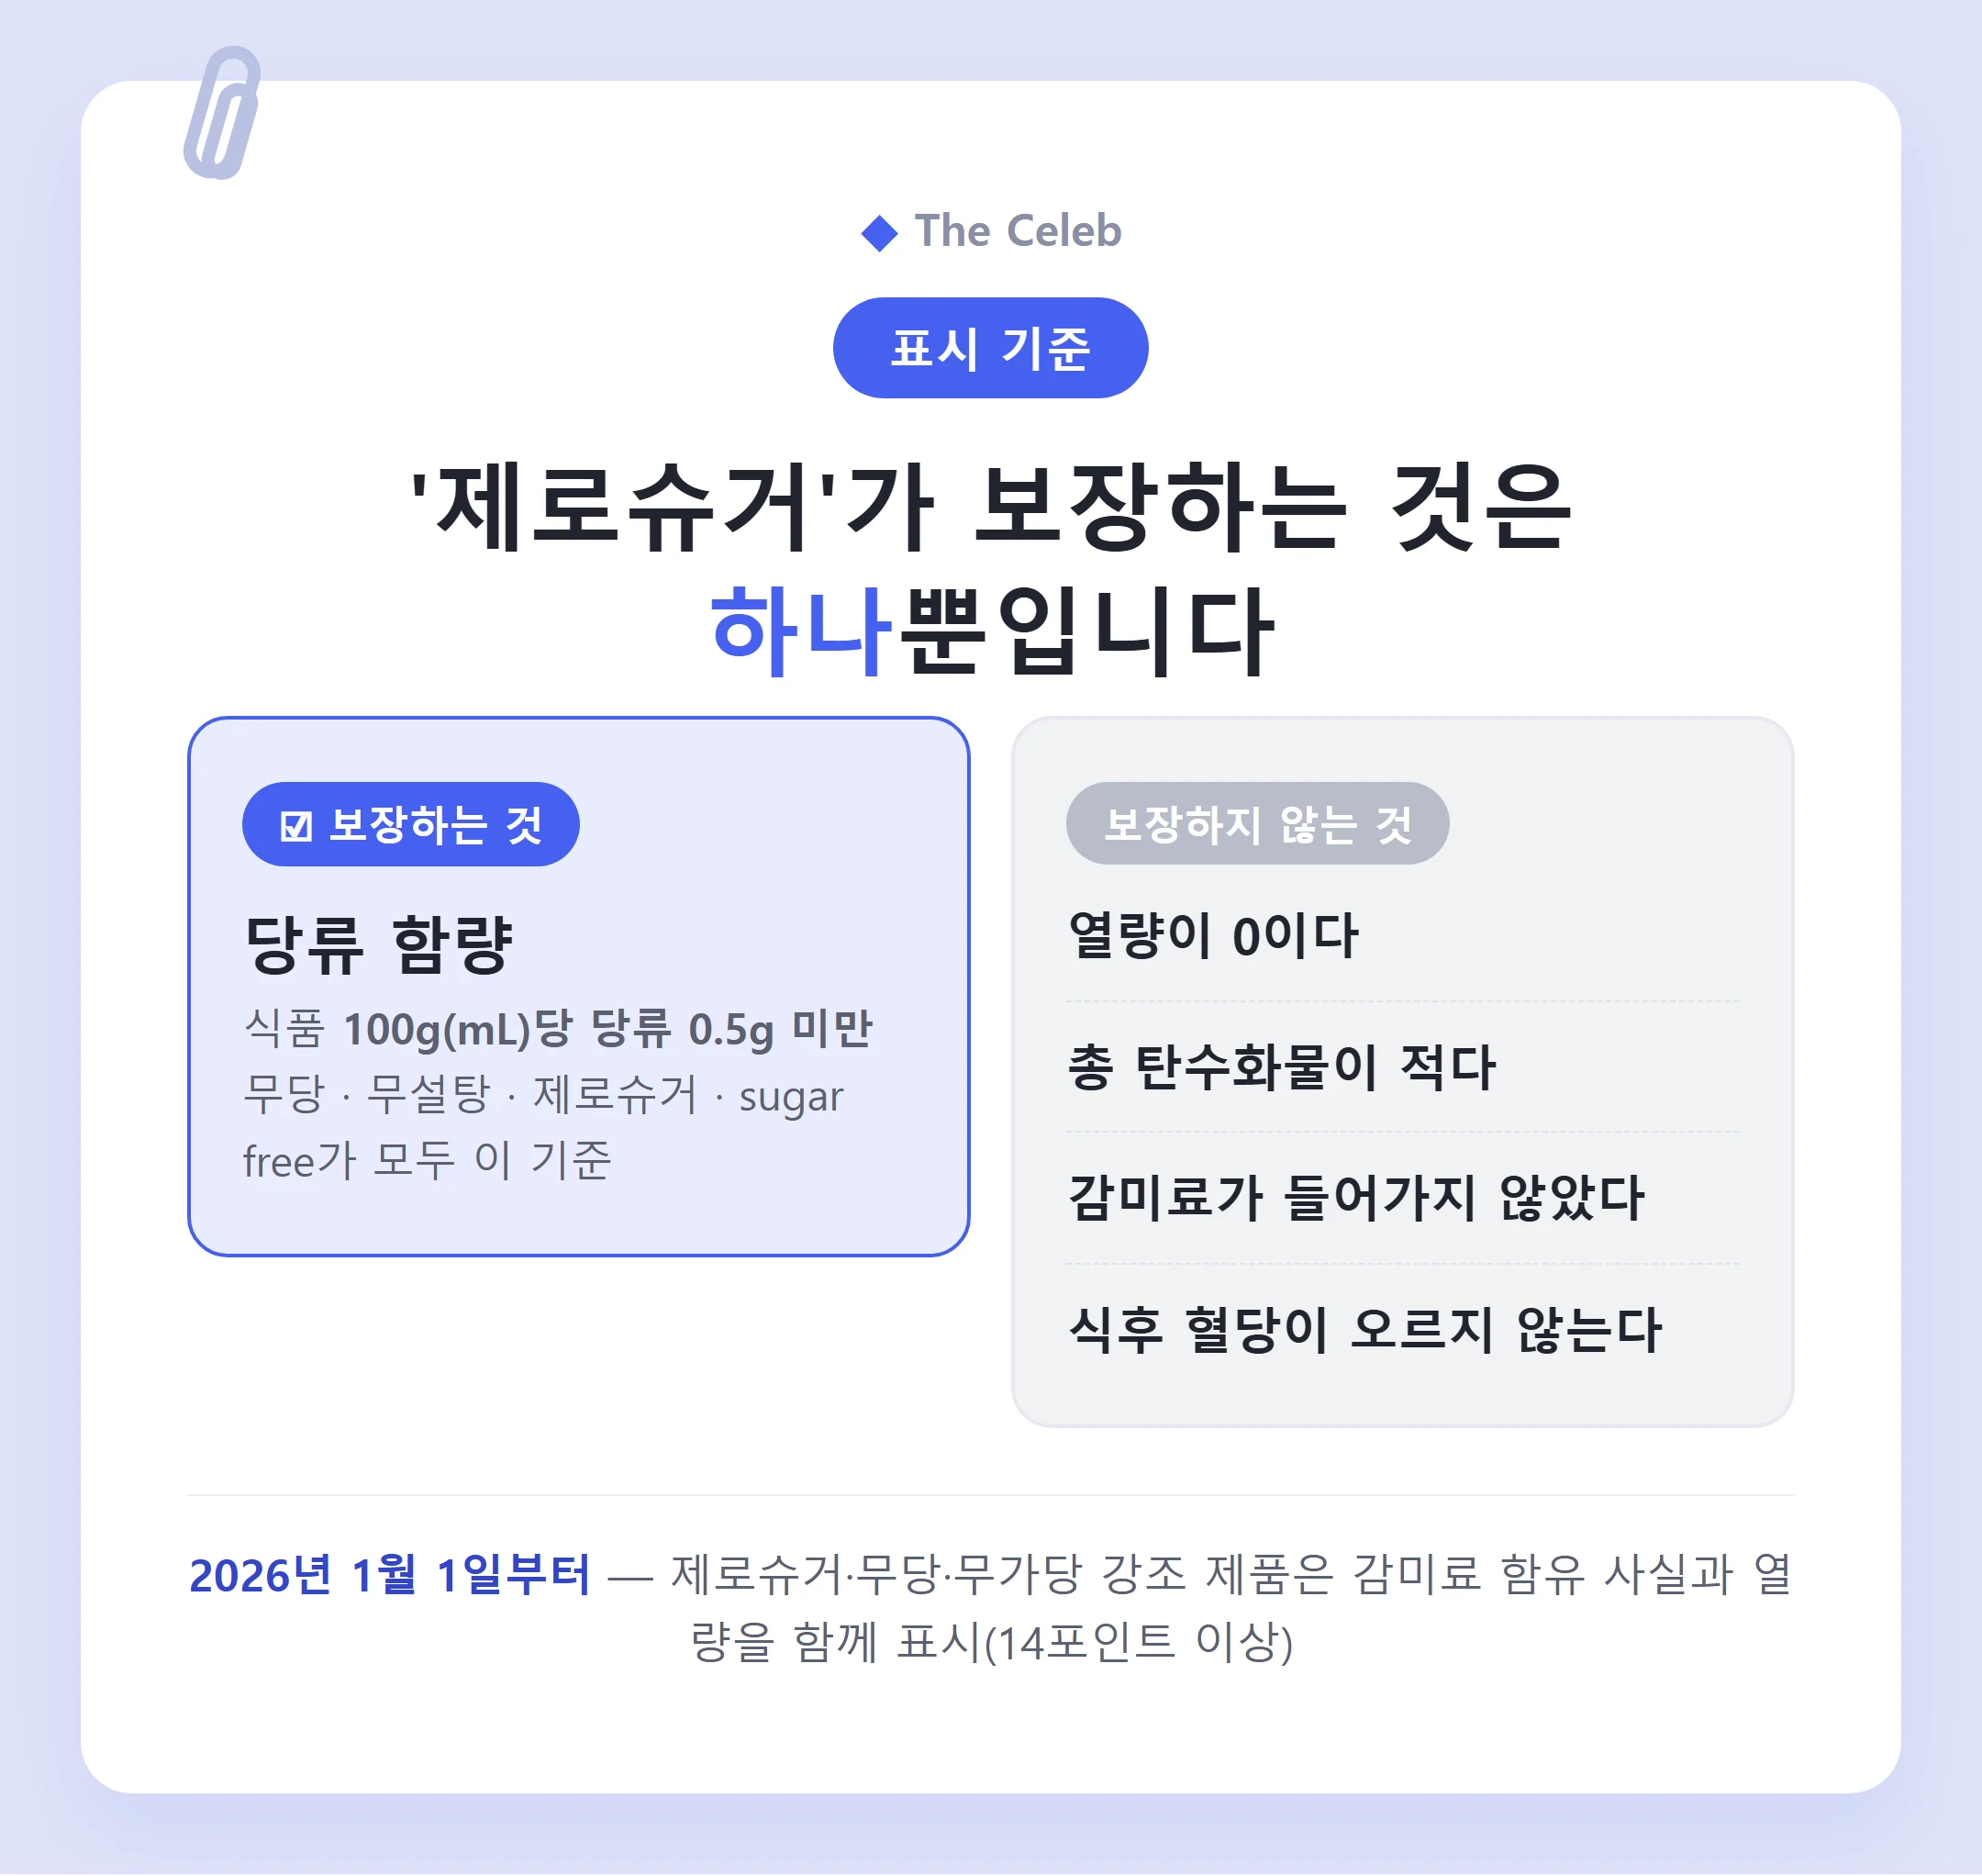 The Celeb
표시 기준
'제로슈거'가 보장하는 것은
하나뿐입니다
☑ 보장하는 것
당류 함량
식품 100g(mL)당 당류 0.5g 미만
무당 · 무설탕 · 제로슈거 · sugar
free가 모두 이 기준
보장하지 않는 것
열량이 0이다
총 탄수화물이 적다
감미료가 들어가지 않았다
식후 혈당이 오르지 않는다
2026년 1월 1일부터 — 제로슈거·무당·무가당 강조 제품은 감미료 함유 사실과 열
량을 함께 표시(14포인트 이상)